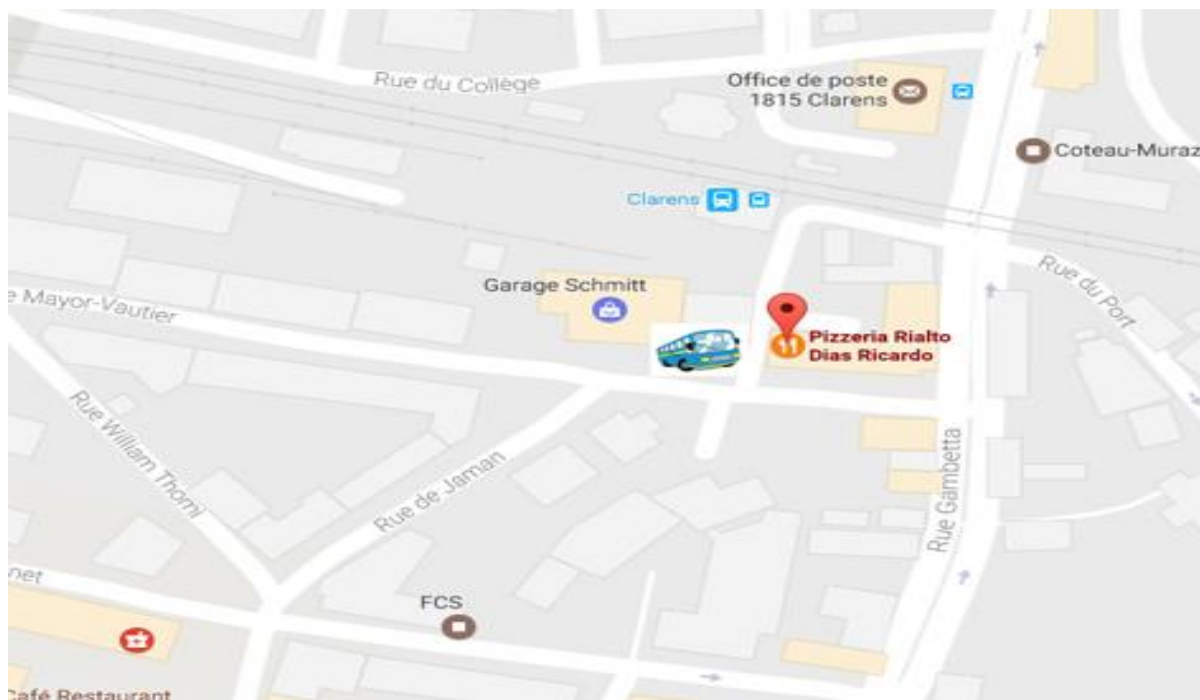 Rue du Collège
Office de poste
1815 Clarens
Coteau-Muraz
Clarens
Rue du Port
Garage Schmitt
e Mayor-Vautier
Pizzeria Rialto
Dias Ricardo
Rue William Thomi
Rue de Jaman
Rue Gambetta
net
FCS
Café Restaurant